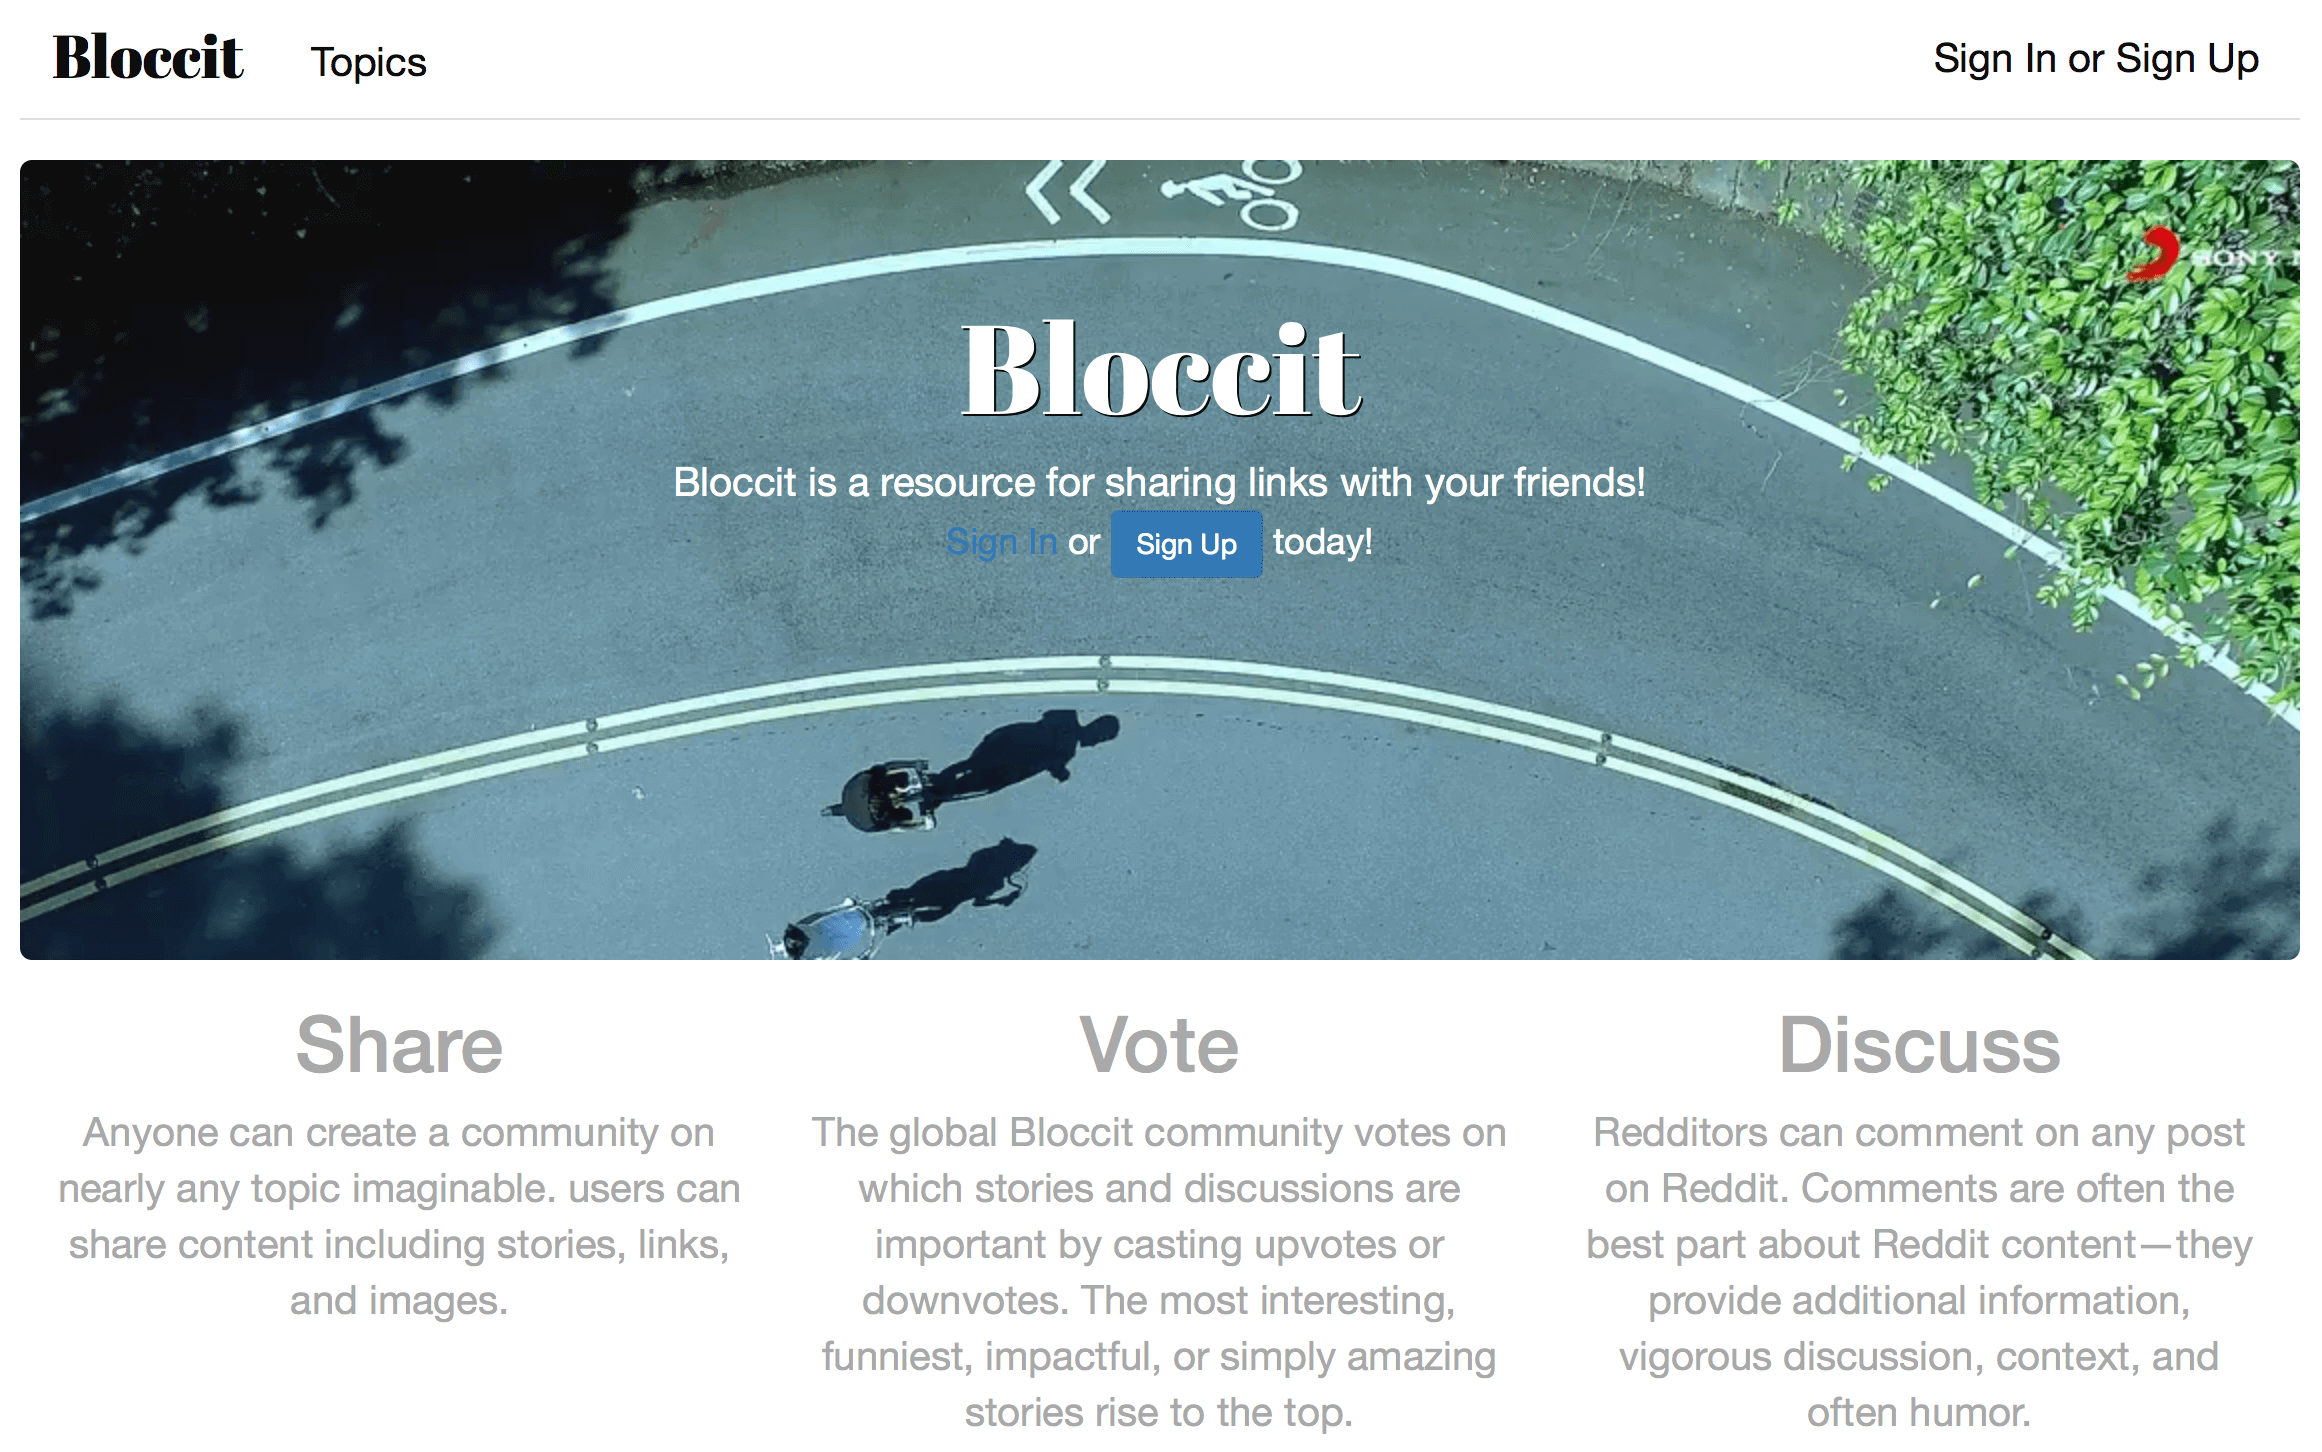 Bloccit Topics Sign In or Sign Up
SONY
Bloccit
Bloccit is a resource for sharing links with your friends!
Sign In or Sign Up today!
Share
Anyone can create a community on
nearly any topic imaginable. users can
share content including stories, links,
and images.
Vote
The global Bloccit community votes on
which stories and discussions are
important by casting upvotes or
downvotes. The most interesting,
funniest, impactful, or simply amazing
stories rise to the top.
Discuss
Redditors can comment on any post
on Reddit. Comments are often the
best part about Reddit content—they
provide additional information,
vigorous discussion, context, and
often humor.